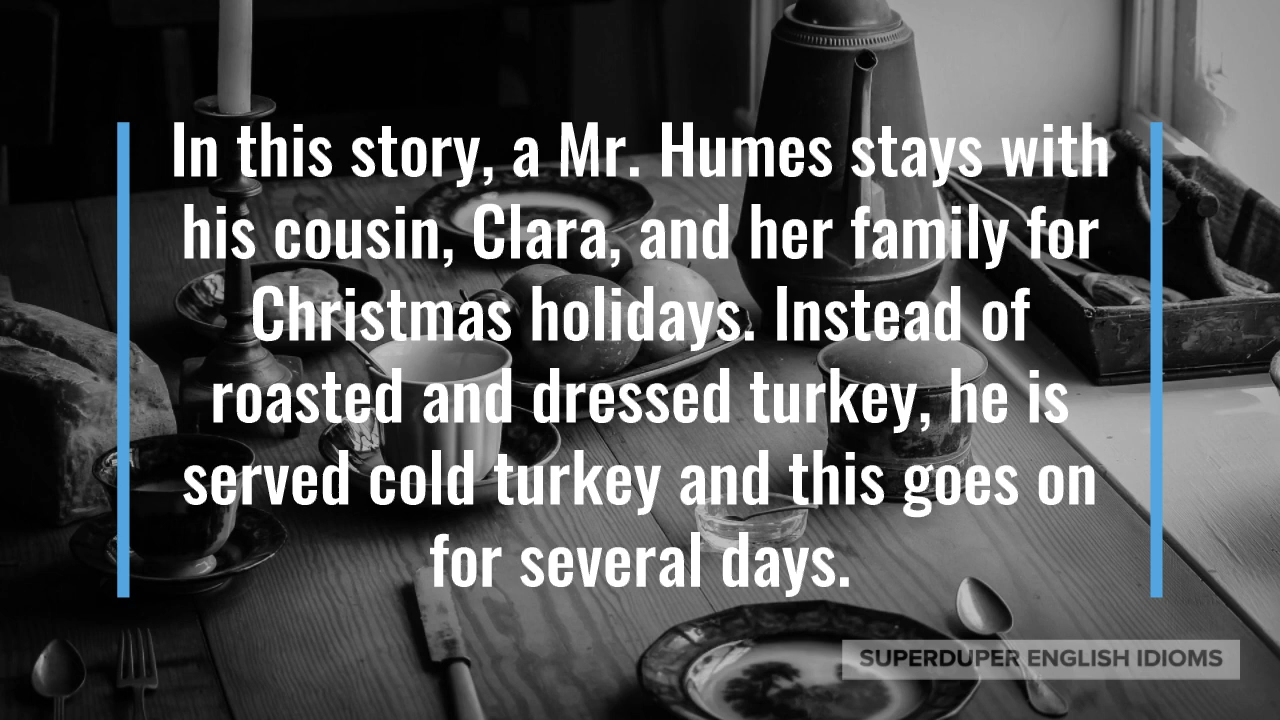 In this story, a Mr. Humes stays with
his cousin, Clara, and her family for
Christmas holidays. Instead of
roasted and dressed turkey, he is
served cold turkey and this goes on
for several days.
SUPERDUPER ENGLISH IDIOMS